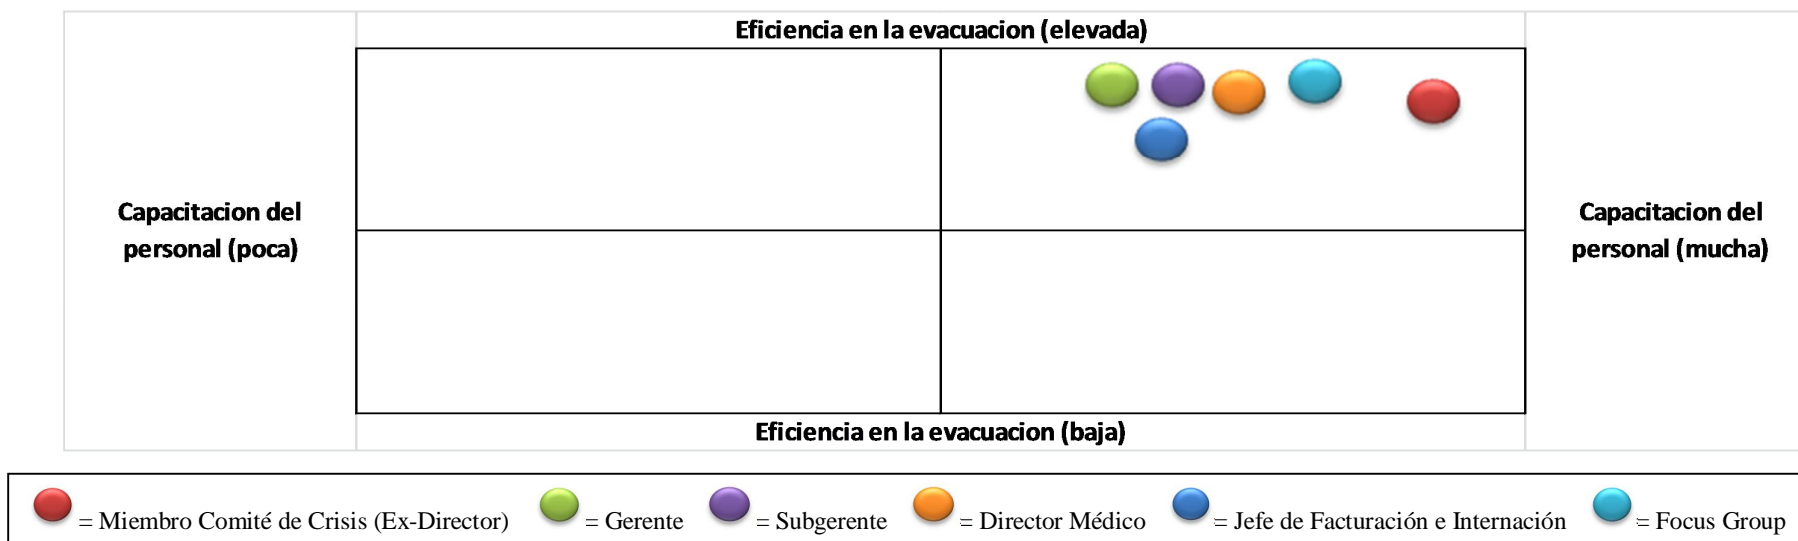 Eficiencia en la evacuacion (elevada)
Capacitacion del
personal (poca)
Capacitacion del
personal (mucha)
Eficiencia en la evacuacion (baja)
= Miembro Comité de Crisis (Ex-Director) = Gerente = Subgerente = Director Médico = Jefe de Facturación e Internación = Focus Group